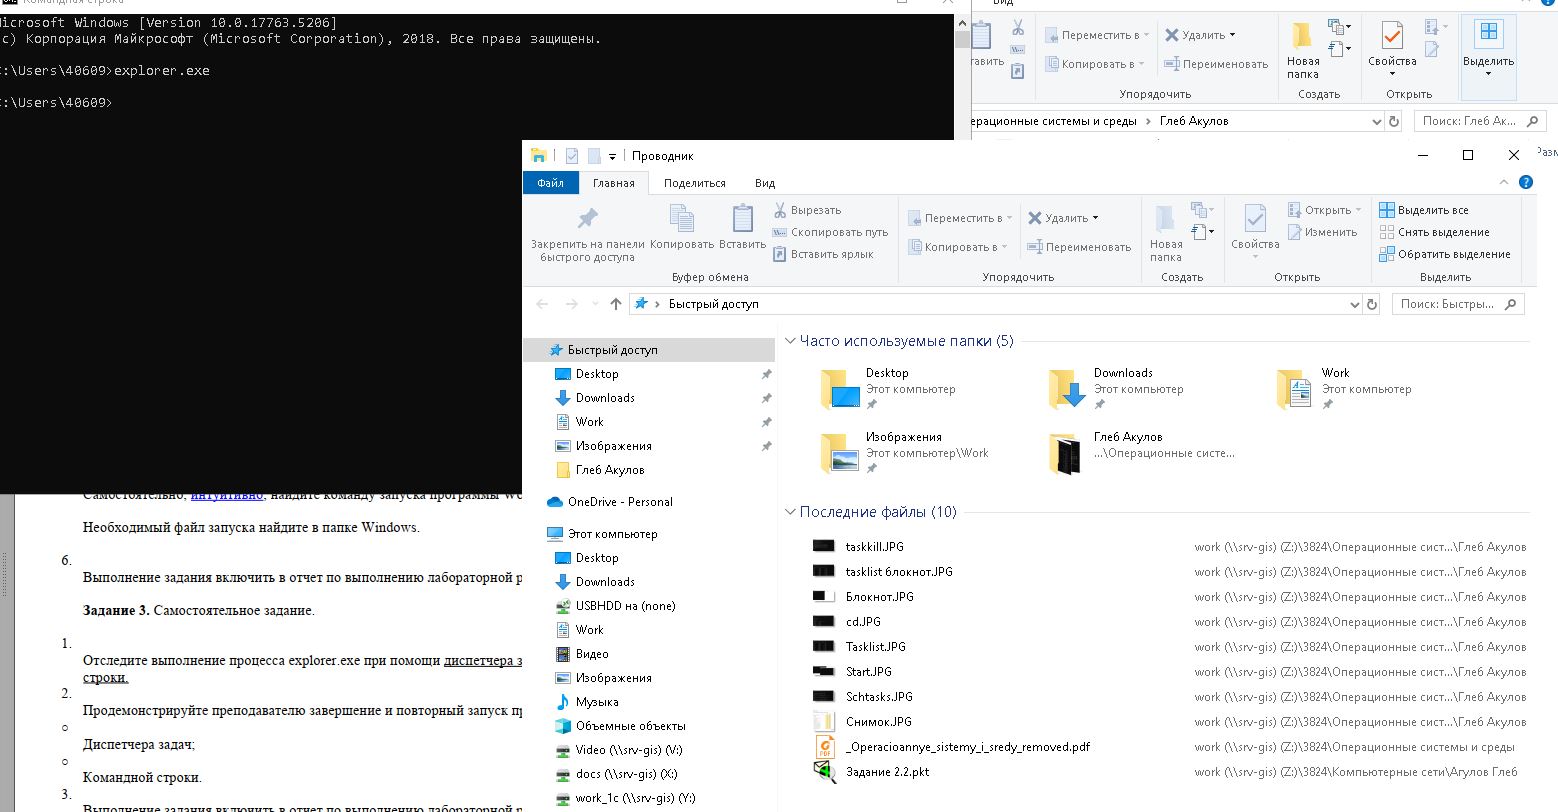 Командная строка
Microsoft Windows [Version 10.0.17763.5206]
(c) Корпорация Майкрософт (Microsoft Corporation), 2018. Все права защищены.
C:\Users\40609>explorer.exe
C:\Users\40609>
Вид
Переместить в
Копировать в
Удалить
Переименовать
Упорядочить
Новая
папка
Создать
Свойства
Открыть
Выделить
Глеб Акулов
Поиск: Глеб Ак...
Проводник
Файл
Главная
Поделиться
Вид
Закрепить на панели
быстрого доступа
Копировать
Вставить
Вырезать
Скопировать путь
Вставить ярлык
Буфер обмена
Переместить в
Копировать в
Удалить
Переименовать
Упорядочить
Новая
папка
Создать
Свойства
Открыть
Изменить
Открыть
Выделить все
Снять выделение
Обратить выделение
Выделить
Быстрый доступ
Поиск: Быстры...
Быстрый доступ
Desktop
Downloads
Work
Изображения
Глеб Акулов
OneDrive - Personal
Этот компьютер
Desktop
Downloads
USBHDD на (none)
Work
Видео
Изображения
Музыка
Объемные объекты
Video (\\srv-gis) (V:)
docs (\\srv-gis) (X:)
work_1c (\\srv-gis) (Y:)
Часто используемые папки (5)
Desktop
Этот компьютер
Downloads
Этот компьютер
Work
Этот компьютер
Изображения
Этот компьютер\Work
Глеб Акулов
...\Операционные систе...
Последние файлы (10)
taskkill.JPG work (\\srv-gis) (Z:)\3824\Операционные сист...\Глеб Акулов
tasklist блокнот.JPG work (\\srv-gis) (Z:)\3824\Операционные сист...\Глеб Акулов
Блокнот.JPG work (\\srv-gis) (Z:)\3824\Операционные сист...\Глеб Акулов
cd.JPG work (\\srv-gis) (Z:)\3824\Операционные сист...\Глеб Акулов
Tasklist.JPG work (\\srv-gis) (Z:)\3824\Операционные сист...\Глеб Акулов
Start.JPG work (\\srv-gis) (Z:)\3824\Операционные сист...\Глеб Акулов
Schtasks.JPG work (\\srv-gis) (Z:)\3824\Операционные сист...\Глеб Акулов
Снимок.JPG work (\\srv-gis) (Z:)\3824\Операционные сист...\Глеб Акулов
_Operacioannye_sistemy_i_sredy_removed.pdf work (\\srv-gis) (Z:)\3824\Операционные системы и среды
Задание 2.2.pkt work (\\srv-gis) (Z:)\3824\Компьютерные сети\Агулов Глеб
Самостоятельно, интуитивно, найдите команду запуска программы
Необходимый файл запуска найдите в папке Windows.
6.
Выполнение задания включить в отчет по выполнению лабораторной
Задание 3. Самостоятельное задание.
1.
Отследите выполнение процесса explorer.exe при помощи диспетчера
строки.
2.
Продемонстрируйте преподавателю завершение и повторный запуск
Диспетчера задач;
Командной строки.
3.
Выполнение задания включить в отчет по выполнению лабораторной